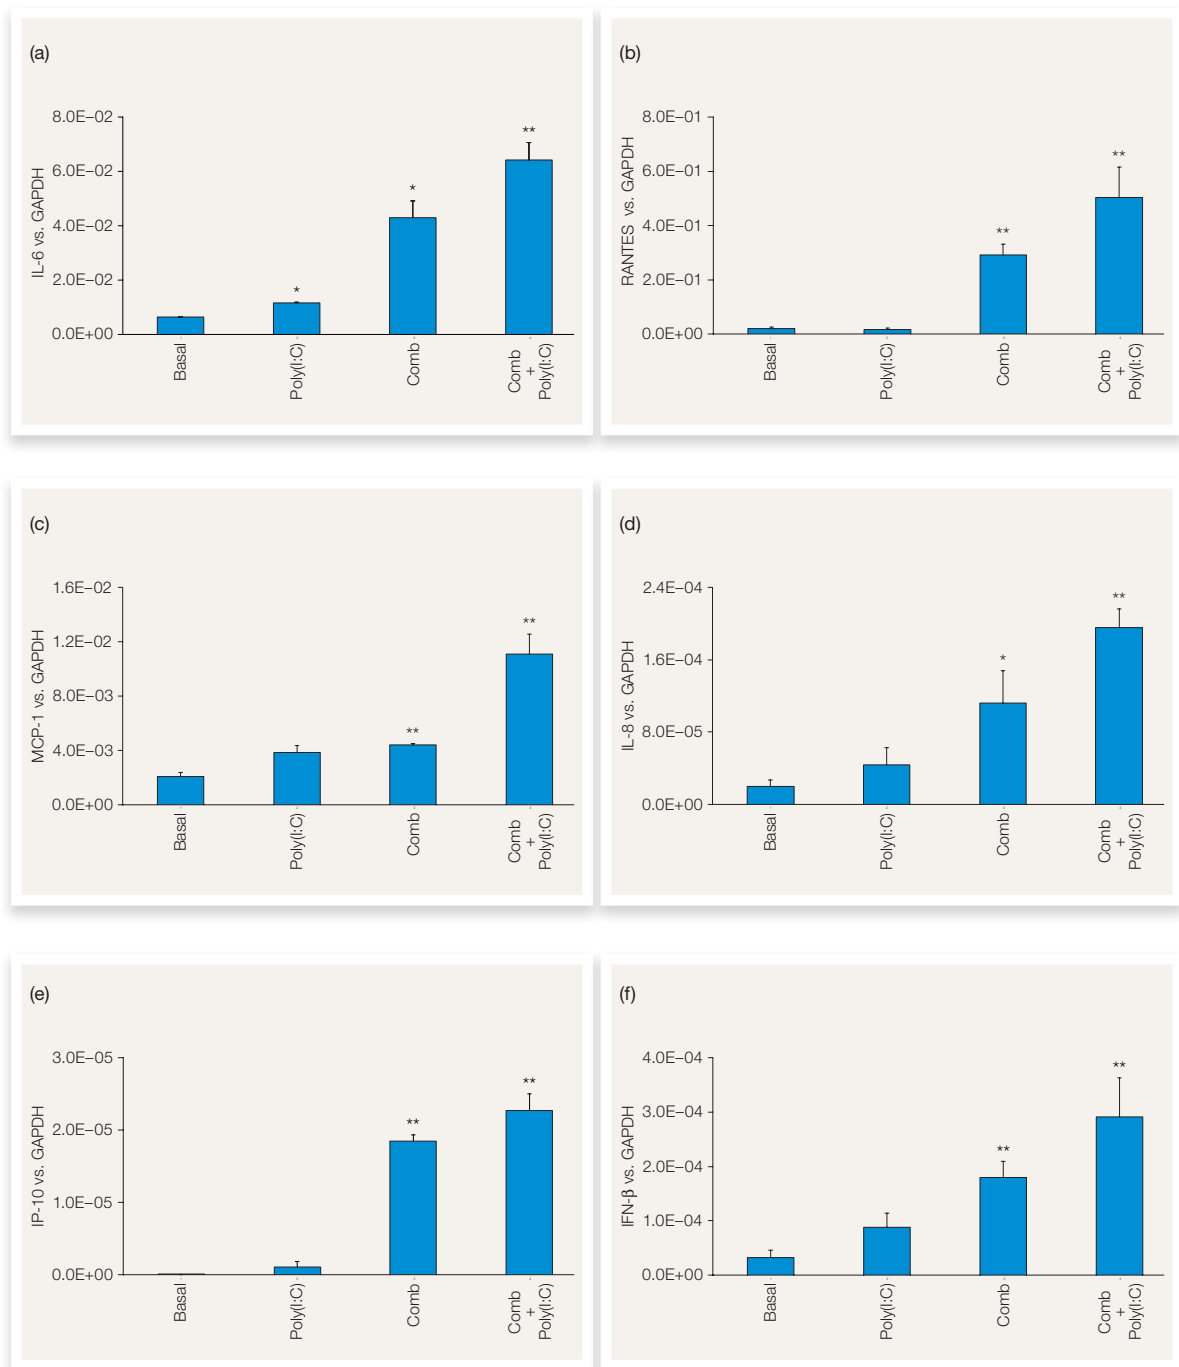 (a)
IL-6 vs. GAPDH
8.0E–02
6.0E–02
4.0E–02
2.0E–02
0.0E+00
*
*
**
Basal
Poly(I:C)
Comb
Comb
+
Poly(I:C)
(b)
RANTES vs. GAPDH
8.0E–01
6.0E–01
4.0E–01
2.0E–01
0.0E+00
**
**
Basal
Poly(I:C)
Comb
Comb
+
Poly(I:C)
(c)
MCP-1 vs. GAPDH
1.6E–02
1.2E–02
8.0E–03
4.0E–03
0.0E+00
**
**
Basal
Poly(I:C)
Comb
Comb
+
Poly(I:C)
(d)
IL-8 vs. GAPDH
2.4E–04
1.6E–04
8.0E–05
0.0E+00
*
**
Basal
Poly(I:C)
Comb
Comb
+
Poly(I:C)
(e)
IP-10 vs. GAPDH
3.0E–05
2.0E–05
1.0E–05
0.0E+00
**
**
Basal
Poly(I:C)
Comb
Comb
+
Poly(I:C)
(f)
IFN-β vs. GAPDH
4.0E–04
3.0E–04
2.0E–04
1.0E–04
0.0E+00
**
**
Basal
Poly(I:C)
Comb
Comb
+
Poly(I:C)